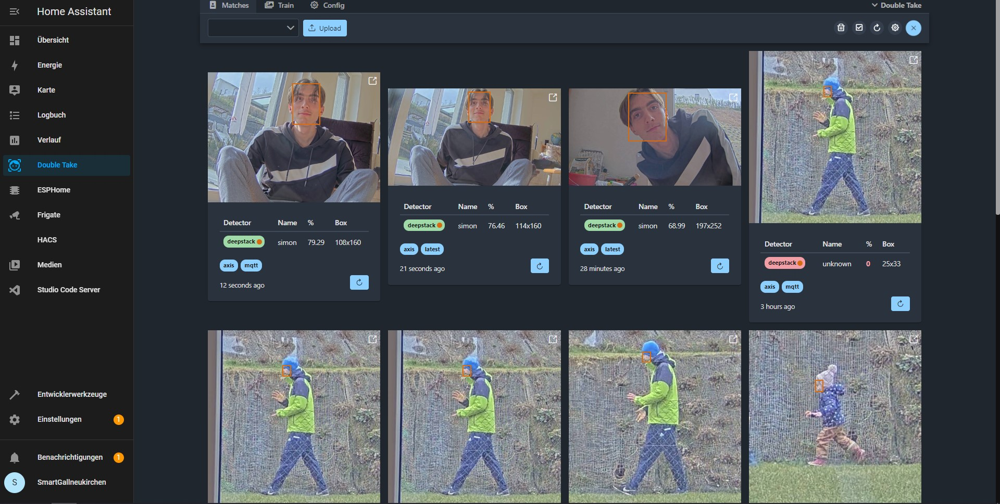 Home Assistant
Übersicht
Energie
Karte
Logbuch
Verlauf
Double Take
ESPHome
Frigate
HACS
Medien
Studio Code Server
Entwicklerwerkzeuge
Einstellungen 1
Benachrichtigungen 1
S SmartGallneukirchen
Matches Train Config Double Take
Upload
Detector Name % Box
deepstack simon 79.29 108x160
axis mqtt
12 seconds ago
Detector Name % Box
deepstack simon 76.46 114x160
axis latest
21 seconds ago
Detector Name % Box
deepstack simon 68.99 197x252
axis latest
28 minutes ago
Detector Name % Box
deepstack unknown 0 25x33
axis mqtt
3 hours ago